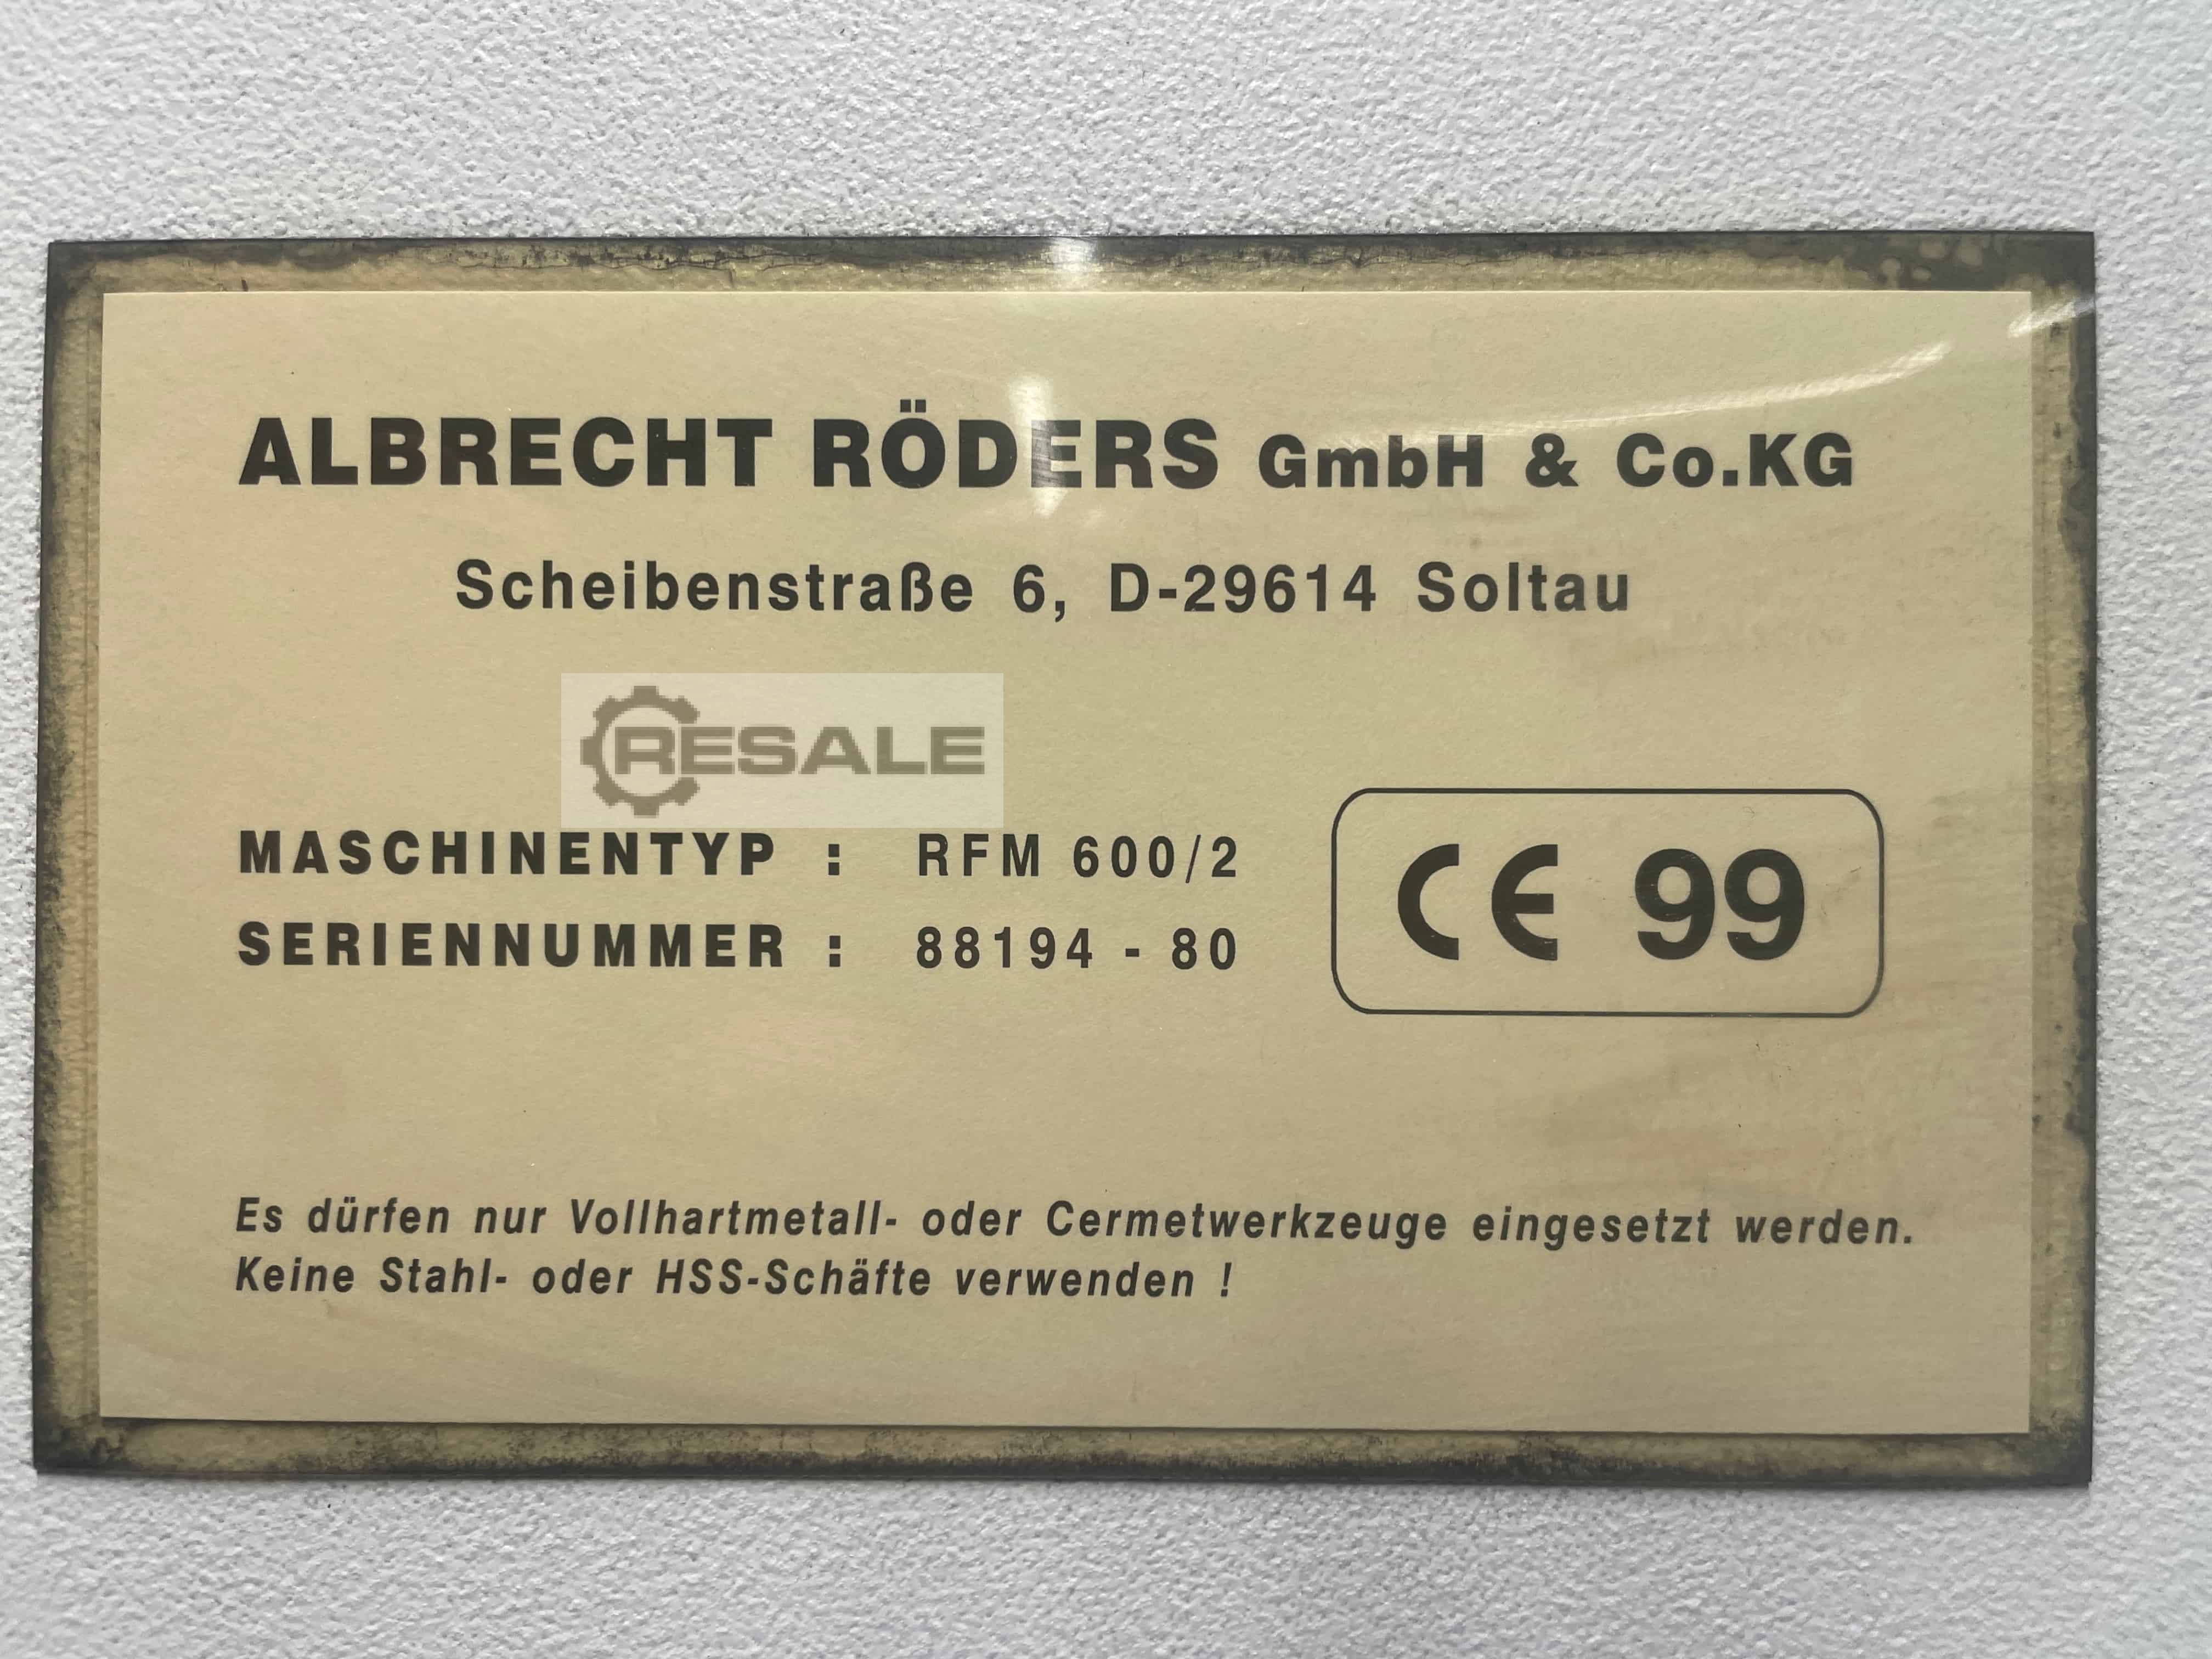 ALBRECHT RÖDERS GmbH & Co.KG
Scheibenstraße 6, D-29614 Soltau
RESALE
MASCHINENTYP : RFM 600/2
SERIENNUMMER : 88194 - 80
CE 99
Es dürfen nur Vollhartmetall- oder Cermetwerkzeuge eingesetzt werden.
Keine Stahl- oder HSS-Schäfte verwenden !